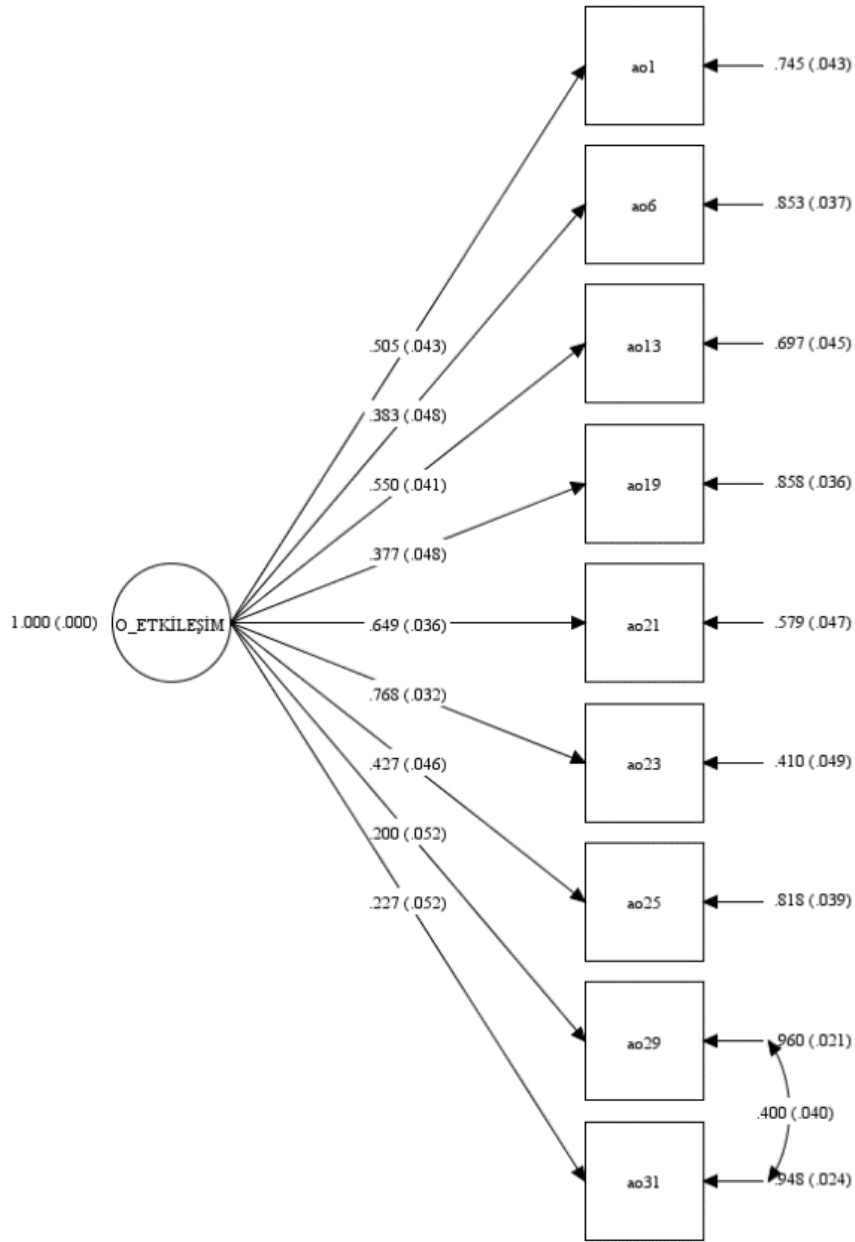 ao1
.745 (.043)
ao6
.853 (.037)
.505 (.043)
ao13
.697 (.045)
.383 (.048)
.550 (.041)
ao19
.858 (.036)
.377 (.048)
1.000 (.000)
O_ETKİLEŞİM
.649 (.036)
ao21
.579 (.047)
.768 (.032)
ao23
.410 (.049)
.427 (.046)
.200 (.052)
ao25
.818 (.039)
.227 (.052)
ao29
.960 (.021)
.400 (.040)
ao31
.948 (.024)